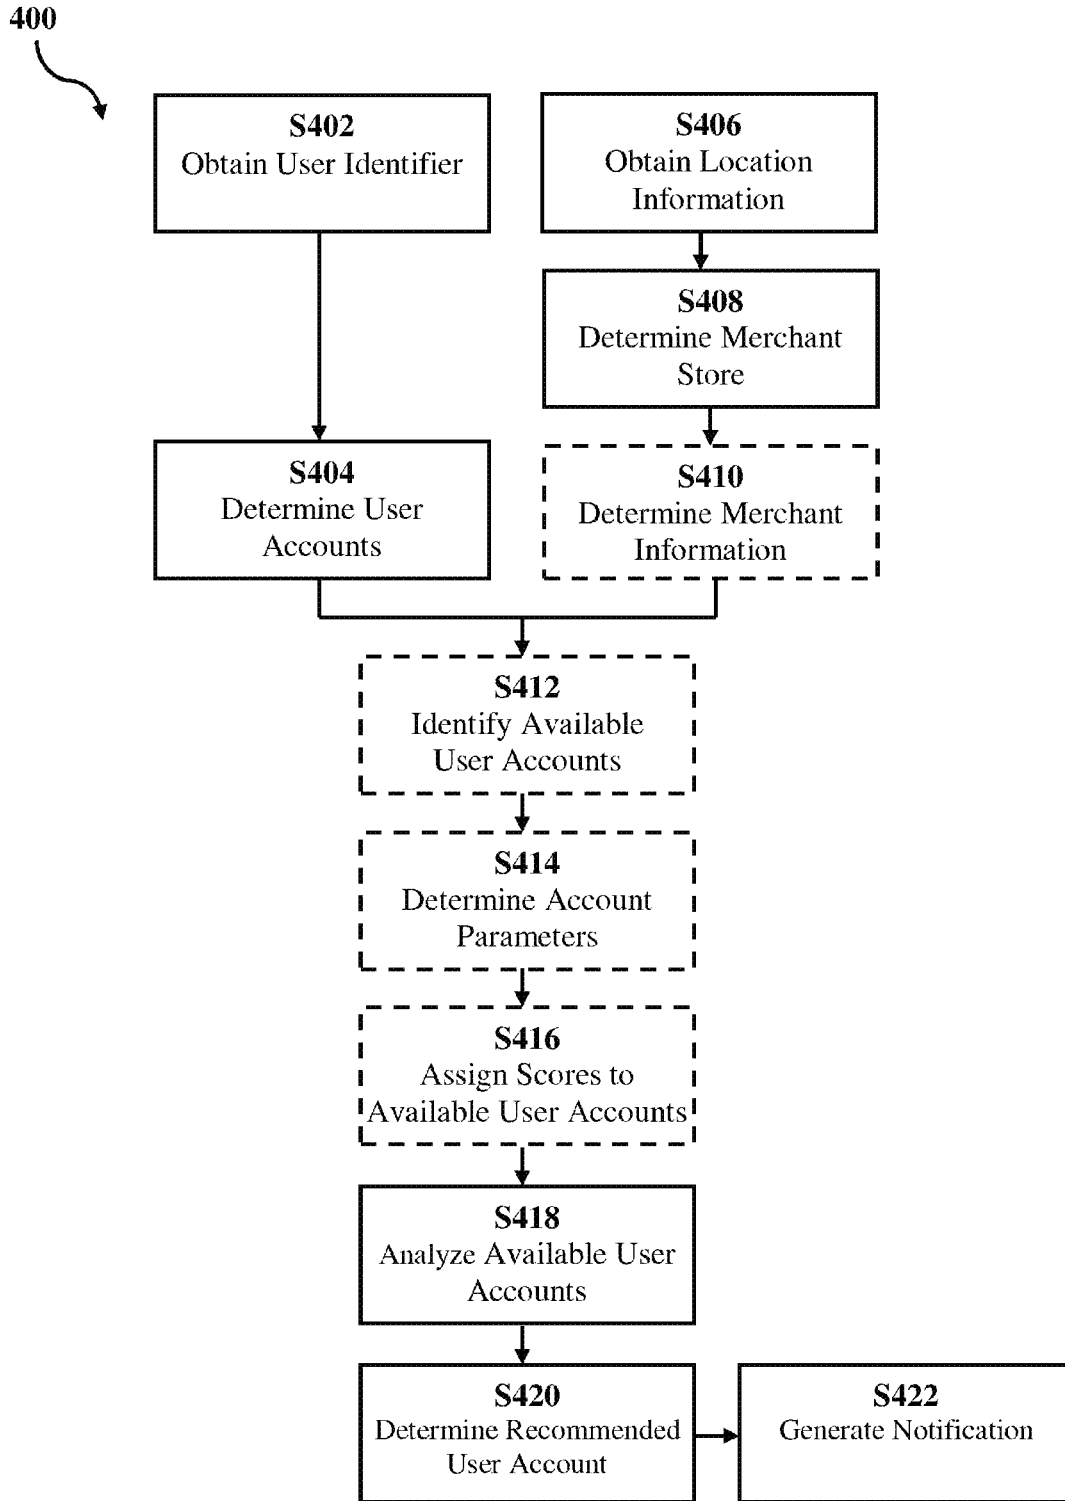 400
S402
Obtain User Identifier
S406
Obtain Location
Information
S408
Determine Merchant
Store
S404
Determine User
Accounts
S410
Determine Merchant
Information
S412
Identify Available
User Accounts
S414
Determine Account
Parameters
S416
Assign Scores to
Available User Accounts
S418
Analyze Available User
Accounts
S420
Determine Recommended
User Account
S422
Generate Notification